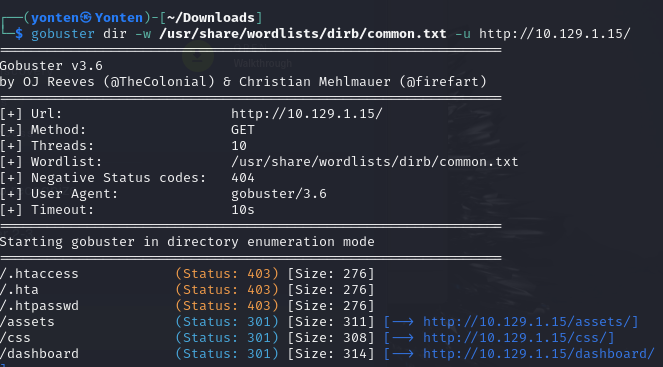 ┌──(yonten㉿Yonten)-[~/Downloads]
└─$ gobuster dir -w /usr/share/wordlists/dirb/common.txt -u http://10.129.1.15/
===============================================================
Gobuster v3.6
by OJ Reeves (@TheColonial) & Christian Mehlmauer (@firefart)
===============================================================
[+] Url:                     http://10.129.1.15/
[+] Method:                  GET
[+] Threads:                 10
[+] Wordlist:                /usr/share/wordlists/dirb/common.txt
[+] Negative Status codes:   404
[+] User Agent:              gobuster/3.6
[+] Timeout:                 10s
===============================================================
Starting gobuster in directory enumeration mode
===============================================================
/.htaccess            (Status: 403) [Size: 276]
/.hta                 (Status: 403) [Size: 276]
/.htpasswd            (Status: 403) [Size: 276]
/assets               (Status: 301) [Size: 311] [--> http://10.129.1.15/assets/]
/css                  (Status: 301) [Size: 308] [--> http://10.129.1.15/css/]
/dashboard            (Status: 301) [Size: 314] [--> http://10.129.1.15/dashboard/